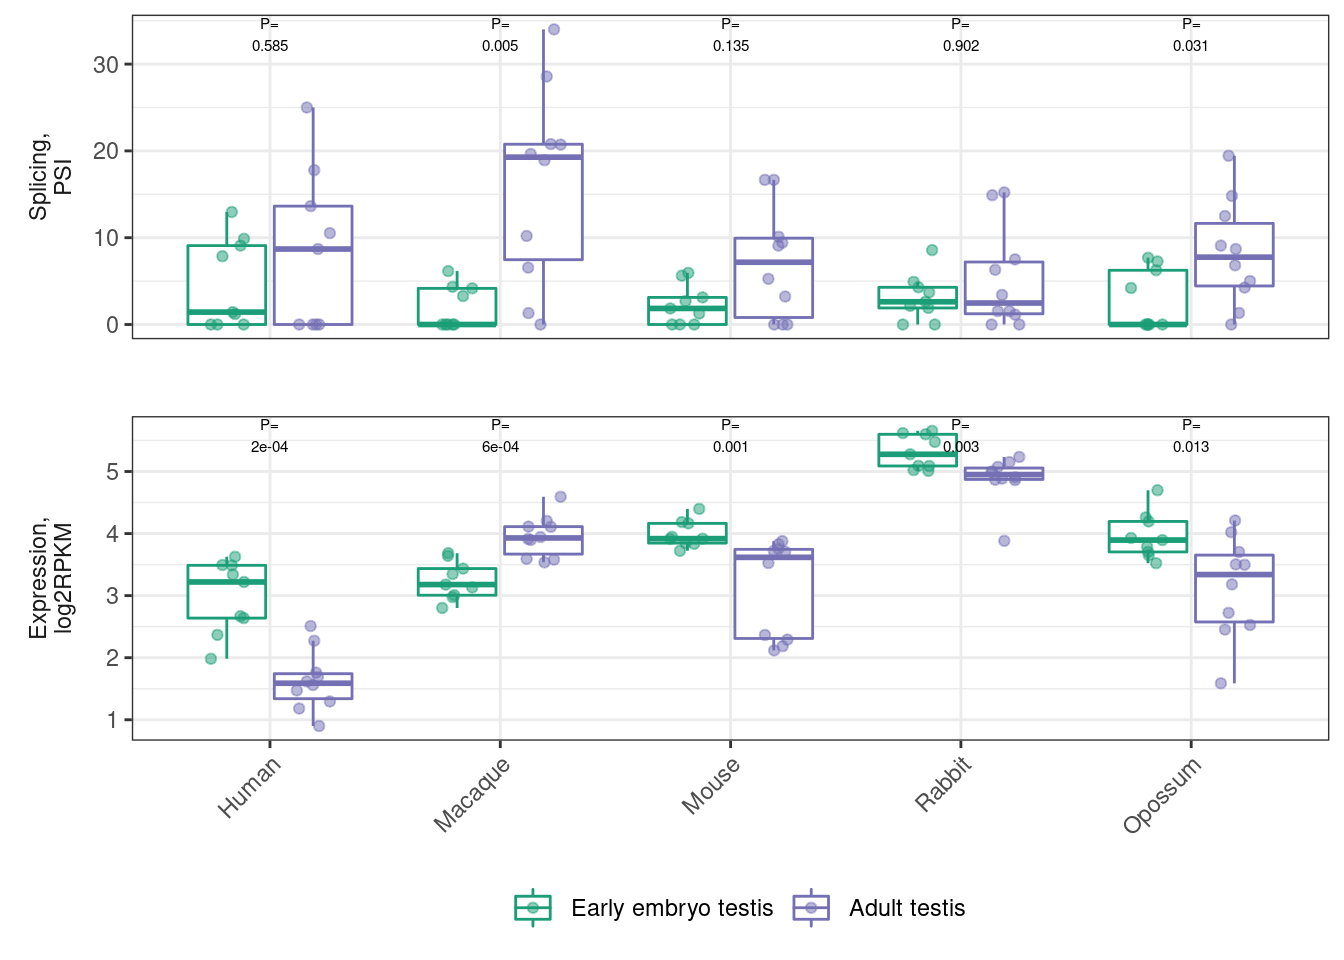 P= P= P= P= P=
0.585 0.005 0.135 0.902 0.031
30
20
10
0
Splicing,
PSI
P= P= P= P= P=
2e-04 6e-04 0.001 0.003 0.013
5
4
3
2
1
Expression,
log2RPKM
Human Macaque Mouse Rabbit Opossum
Early embryo testis Adult testis